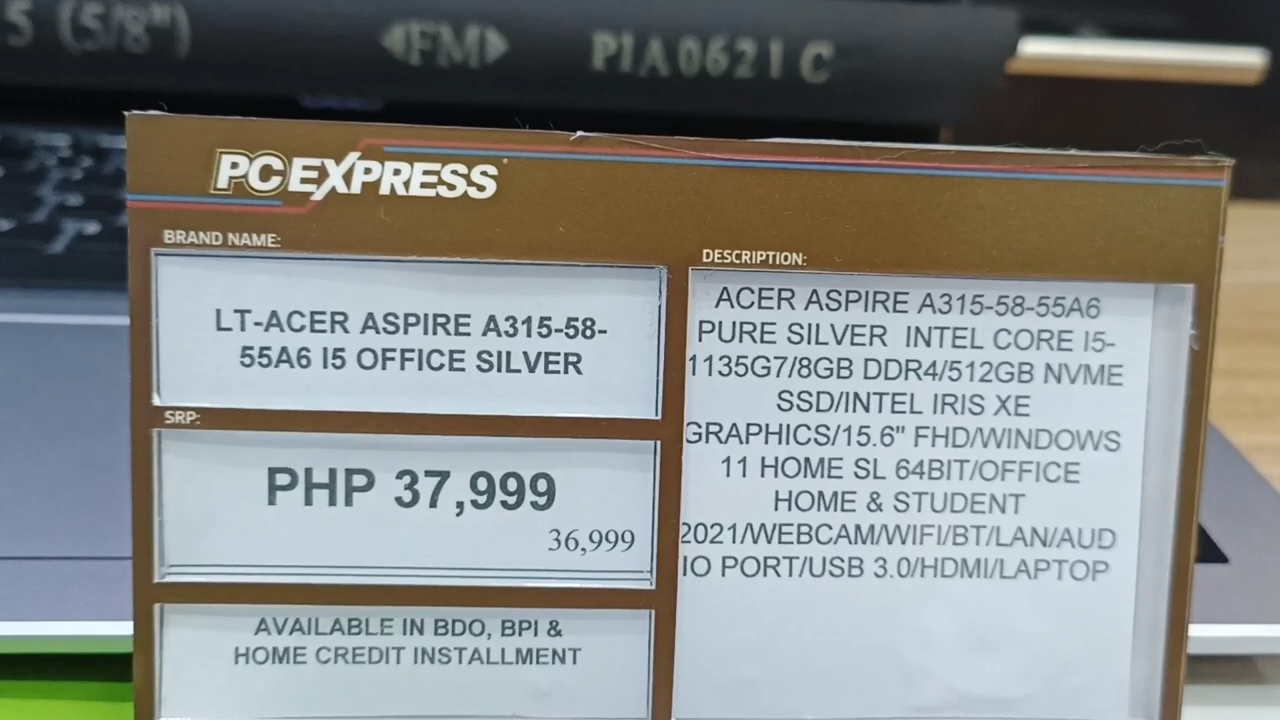 5 (5/8")
FM
PIA0621 C
PCEXPRESS
BRAND NAME:
LT-ACER ASPIRE A315-58-
55A6 I5 OFFICE SILVER
SRP:
PHP 37,999
36,999
AVAILABLE IN BDO, BPI &
HOME CREDIT INSTALLMENT
DESCRIPTION:
ACER ASPIRE A315-58-55A6
PURE SILVER INTEL CORE I5-
1135G7/8GB DDR4/512GB NVME
SSD/INTEL IRIS XE
GRAPHICS/15.6" FHD/WINDOWS
11 HOME SL 64BIT/OFFICE
HOME & STUDENT
2021/WEBCAM/WIFI/BT/LAN/AUD
IO PORT/USB 3.0/HDMI/LAPTOP